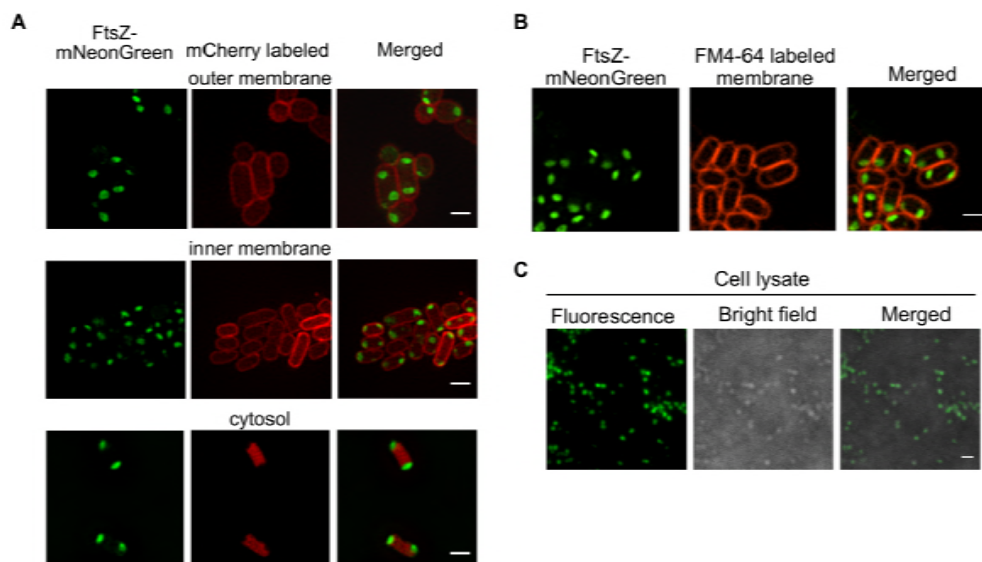 A
FtsZ-
mNeonGreen
mCherry labeled
Merged
outer membrane
inner membrane
cytosol
B
FtsZ-
mNeonGreen
FM4-64 labeled
membrane
Merged
C
Cell lysate
Fluorescence
Bright field
Merged